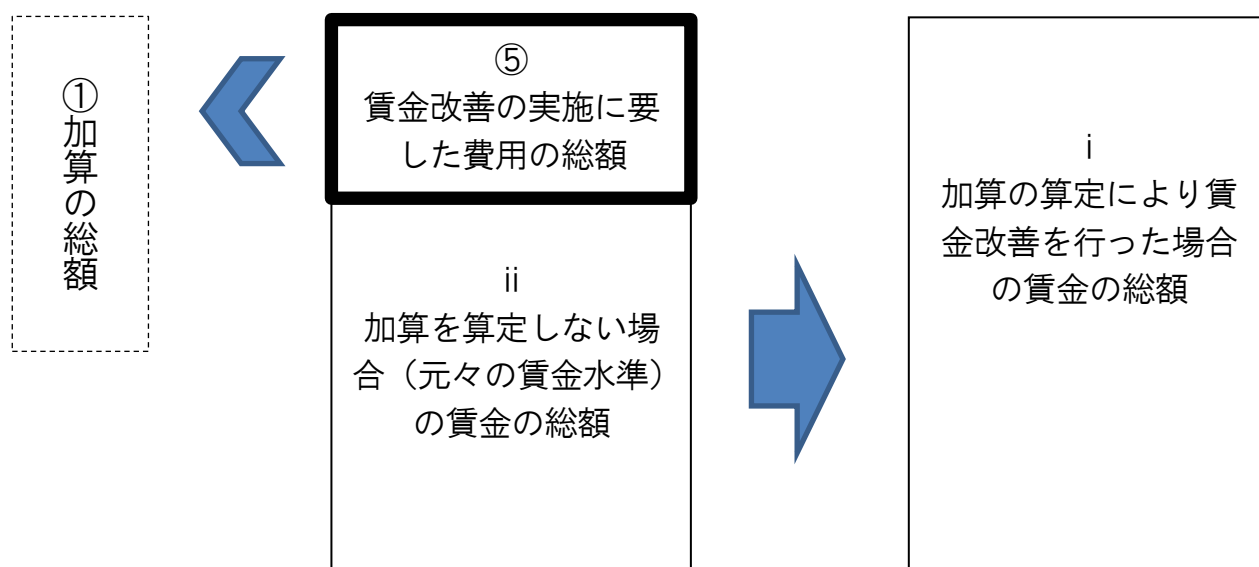 ①加算の総額
⑤
賃金改善の実施に要
した費用の総額
ⅱ
加算を算定しない場
合（元々の賃金水準）
の賃金の総額
ⅰ
加算の算定により賃
金改善を行った場合
の賃金の総額